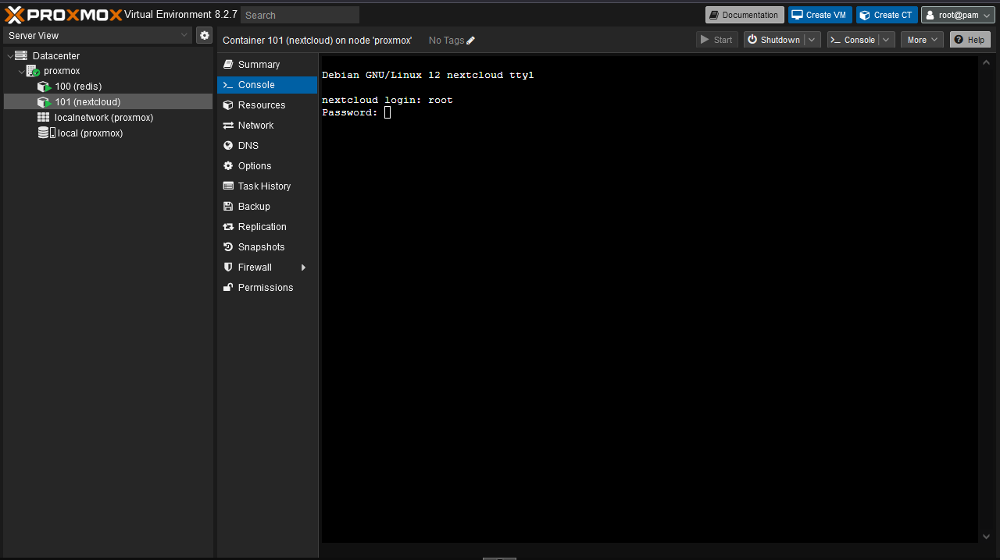 PROXMOX Virtual Environment 8.2.7 Search Documentation Create VM Create CT root@pam
Server View
Container 101 (nextcloud) on node 'proxmox' No Tags Start Shutdown Console More Help
Datacenter
proxmox
100 (redis)
101 (nextcloud)
localnetwork (proxmox)
local (proxmox)
Summary
Console
Resources
Network
DNS
Options
Task History
Backup
Replication
Snapshots
Firewall
Permissions
Debian GNU/Linux 12 nextcloud tty1
nextcloud login: root
Password: